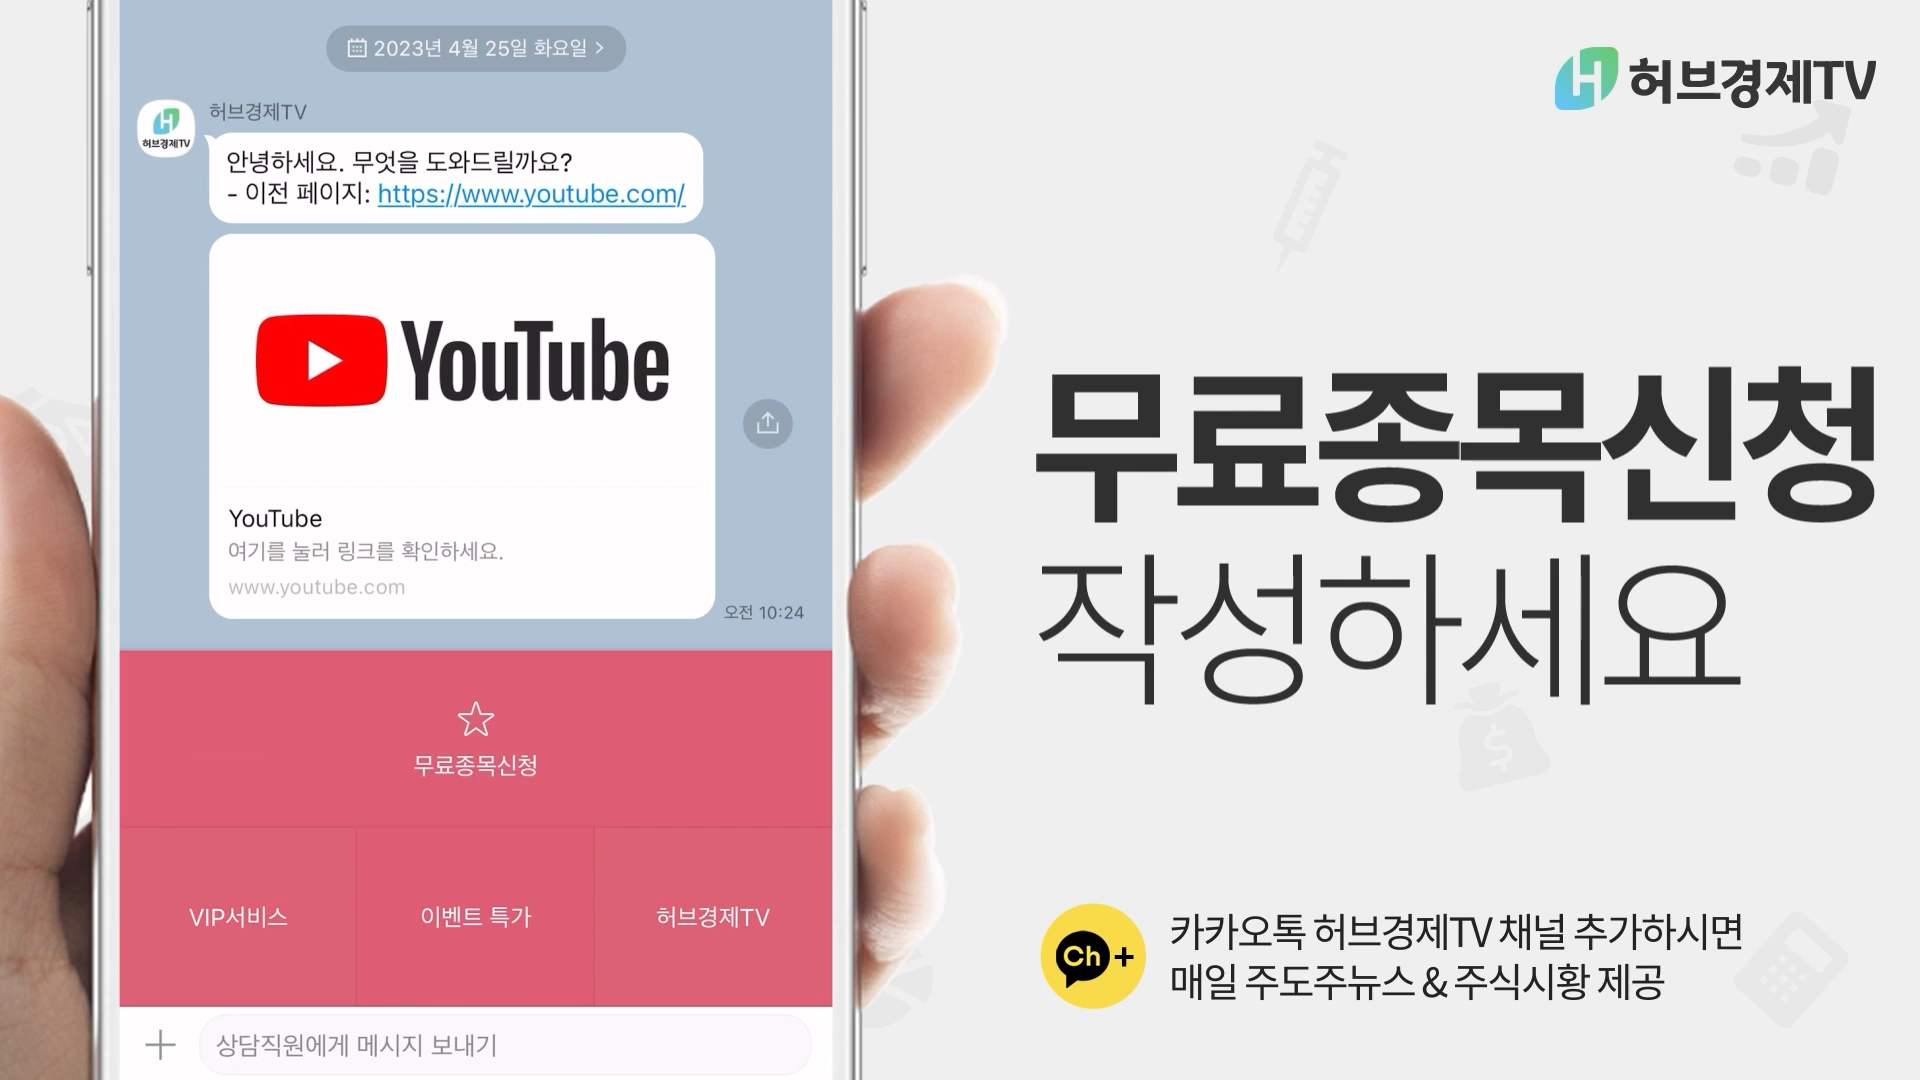 2023년 4월 25일 화요일 >
허브경제TV
허브경제TV
안녕하세요. 무엇을 도와드릴까요?
- 이전 페이지: https://www.youtube.com/
YouTube
YouTube
여기를 눌러 링크를 확인하세요.
www.youtube.com
오전 10:24
무료종목신청
VIP서비스
이벤트 특가
허브경제TV
상담직원에게 메시지 보내기
허브경제TV
무료종목신청
작성하세요
Ch+
카카오톡 허브경제TV 채널 추가하시면
매일 주도주뉴스 & 주식시황 제공